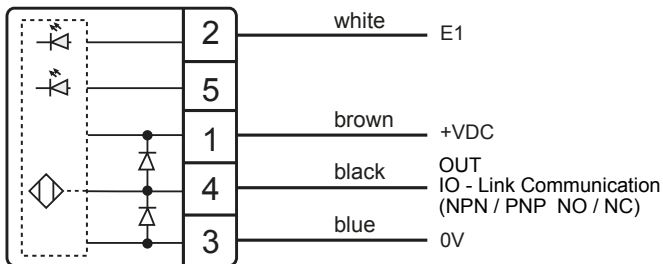 2 white E1
5
1 brown +VDC
4 black OUT
IO - Link Communication
(NPN / PNP NO / NC)
3 blue 0V